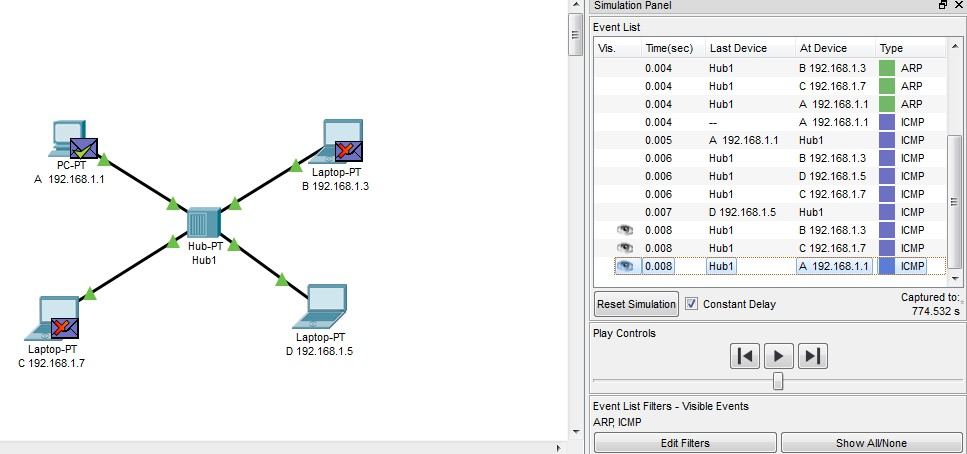 Simulation Panel
Event List
Vis. Time(sec) Last Device At Device Type
0.004 Hub1 B 192.168.1.3 ARP
0.004 Hub1 C 192.168.1.7 ARP
0.004 Hub1 A 192.168.1.1 ARP
0.004 -- A 192.168.1.1 ICMP
0.005 A 192.168.1.1 Hub1 ICMP
0.006 Hub1 B 192.168.1.3 ICMP
0.006 Hub1 D 192.168.1.5 ICMP
0.006 Hub1 C 192.168.1.7 ICMP
0.007 D 192.168.1.5 Hub1 ICMP
0.008 Hub1 B 192.168.1.3 ICMP
0.008 Hub1 C 192.168.1.7 ICMP
0.008 Hub1 A 192.168.1.1 ICMP
Reset Simulation Constant Delay Captured to:
774.532 s
Play Controls
Event List Filters - Visible Events
ARP, ICMP
Edit Filters Show All/None
PC-PT
A 192.168.1.1
Laptop-PT
B 192.168.1.3
Hub-PT
Hub1
Laptop-PT
C 192.168.1.7
Laptop-PT
D 192.168.1.5